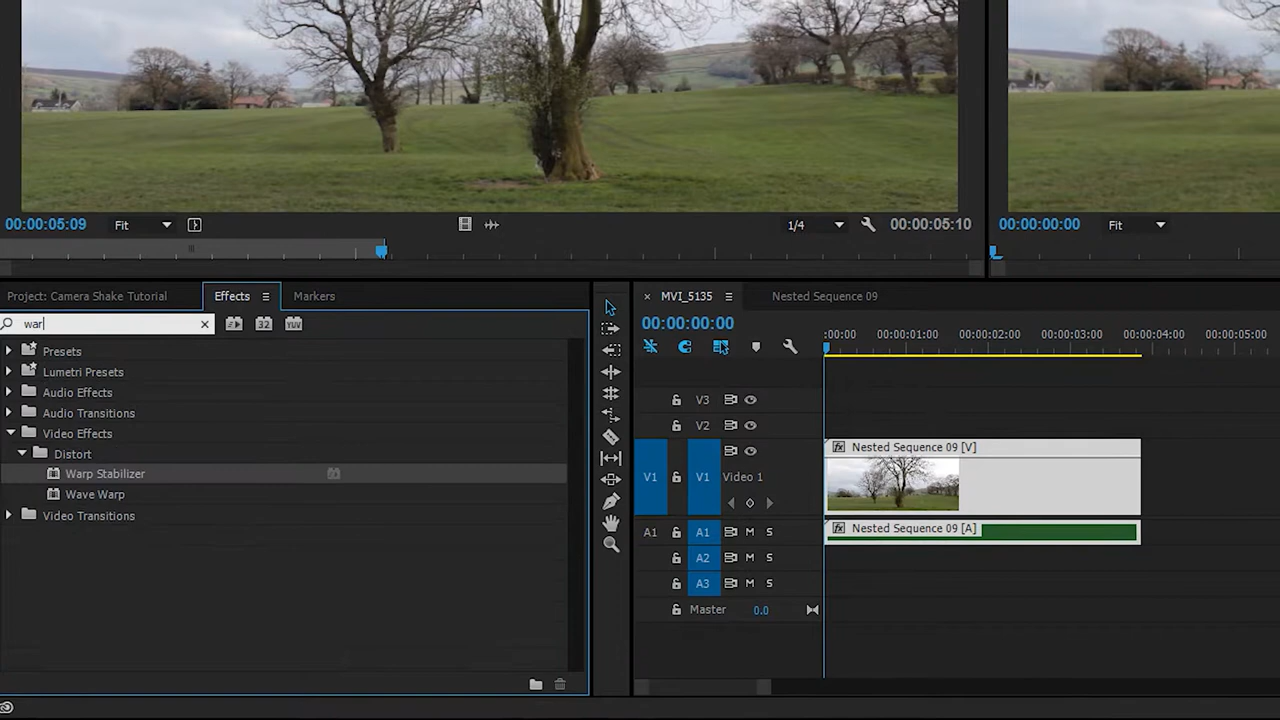 00:00:05:09
Fit
1/4
00:00:05:10
00:00:00:00
Fit
Project: Camera Shake Tutorial
Effects
Markers
war
32
YUV
Presets
Lumetri Presets
Audio Effects
Audio Transitions
Video Effects
Distort
Warp Stabilizer
Wave Warp
Video Transitions
× MVI_5135
Nested Sequence 09
00:00:00:00
:00:00
00:00:01:00
00:00:02:00
00:00:03:00
00:00:04:00
00:00:05:00
V3
V2
V1
V1
Video 1
fx Nested Sequence 09 [V]
A1
A1
M
S
fx Nested Sequence 09 [A]
A2
M
S
A3
M
S
Master
0.0